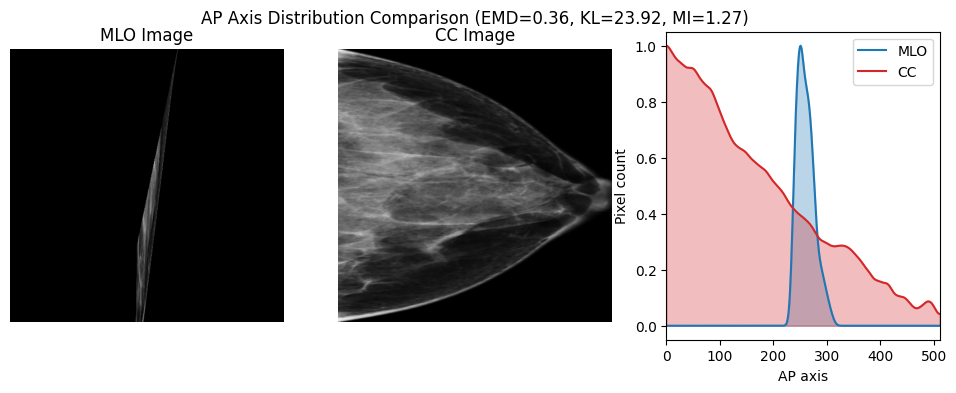 AP Axis Distribution Comparison (EMD=0.36, KL=23.92, MI=1.27)
MLO Image
CC Image
MLO
CC
1.0
0.8
0.6
0.4
0.2
0.0
Pixel count
0 100 200 300 400 500
AP axis